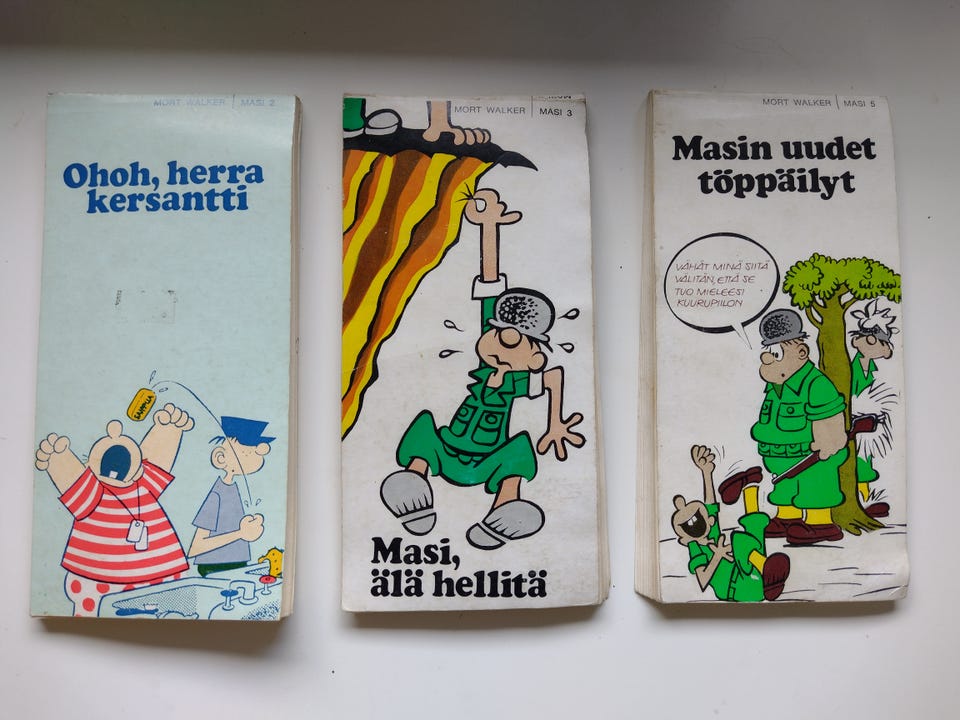 MORT WALKER | MASI 2
Ohoh, herra
kersantti
SAIPPUA
MORT WALKER | MASI 3
Masi,
älä hellitä
MORT WALKER | MASI 5
Masin uudet
töppäilyt
VÄHÄT MINÄ SIITÄ
VÄLITÄN, ETTÄ SE
TUO MIELEESI
KUURUPIILON